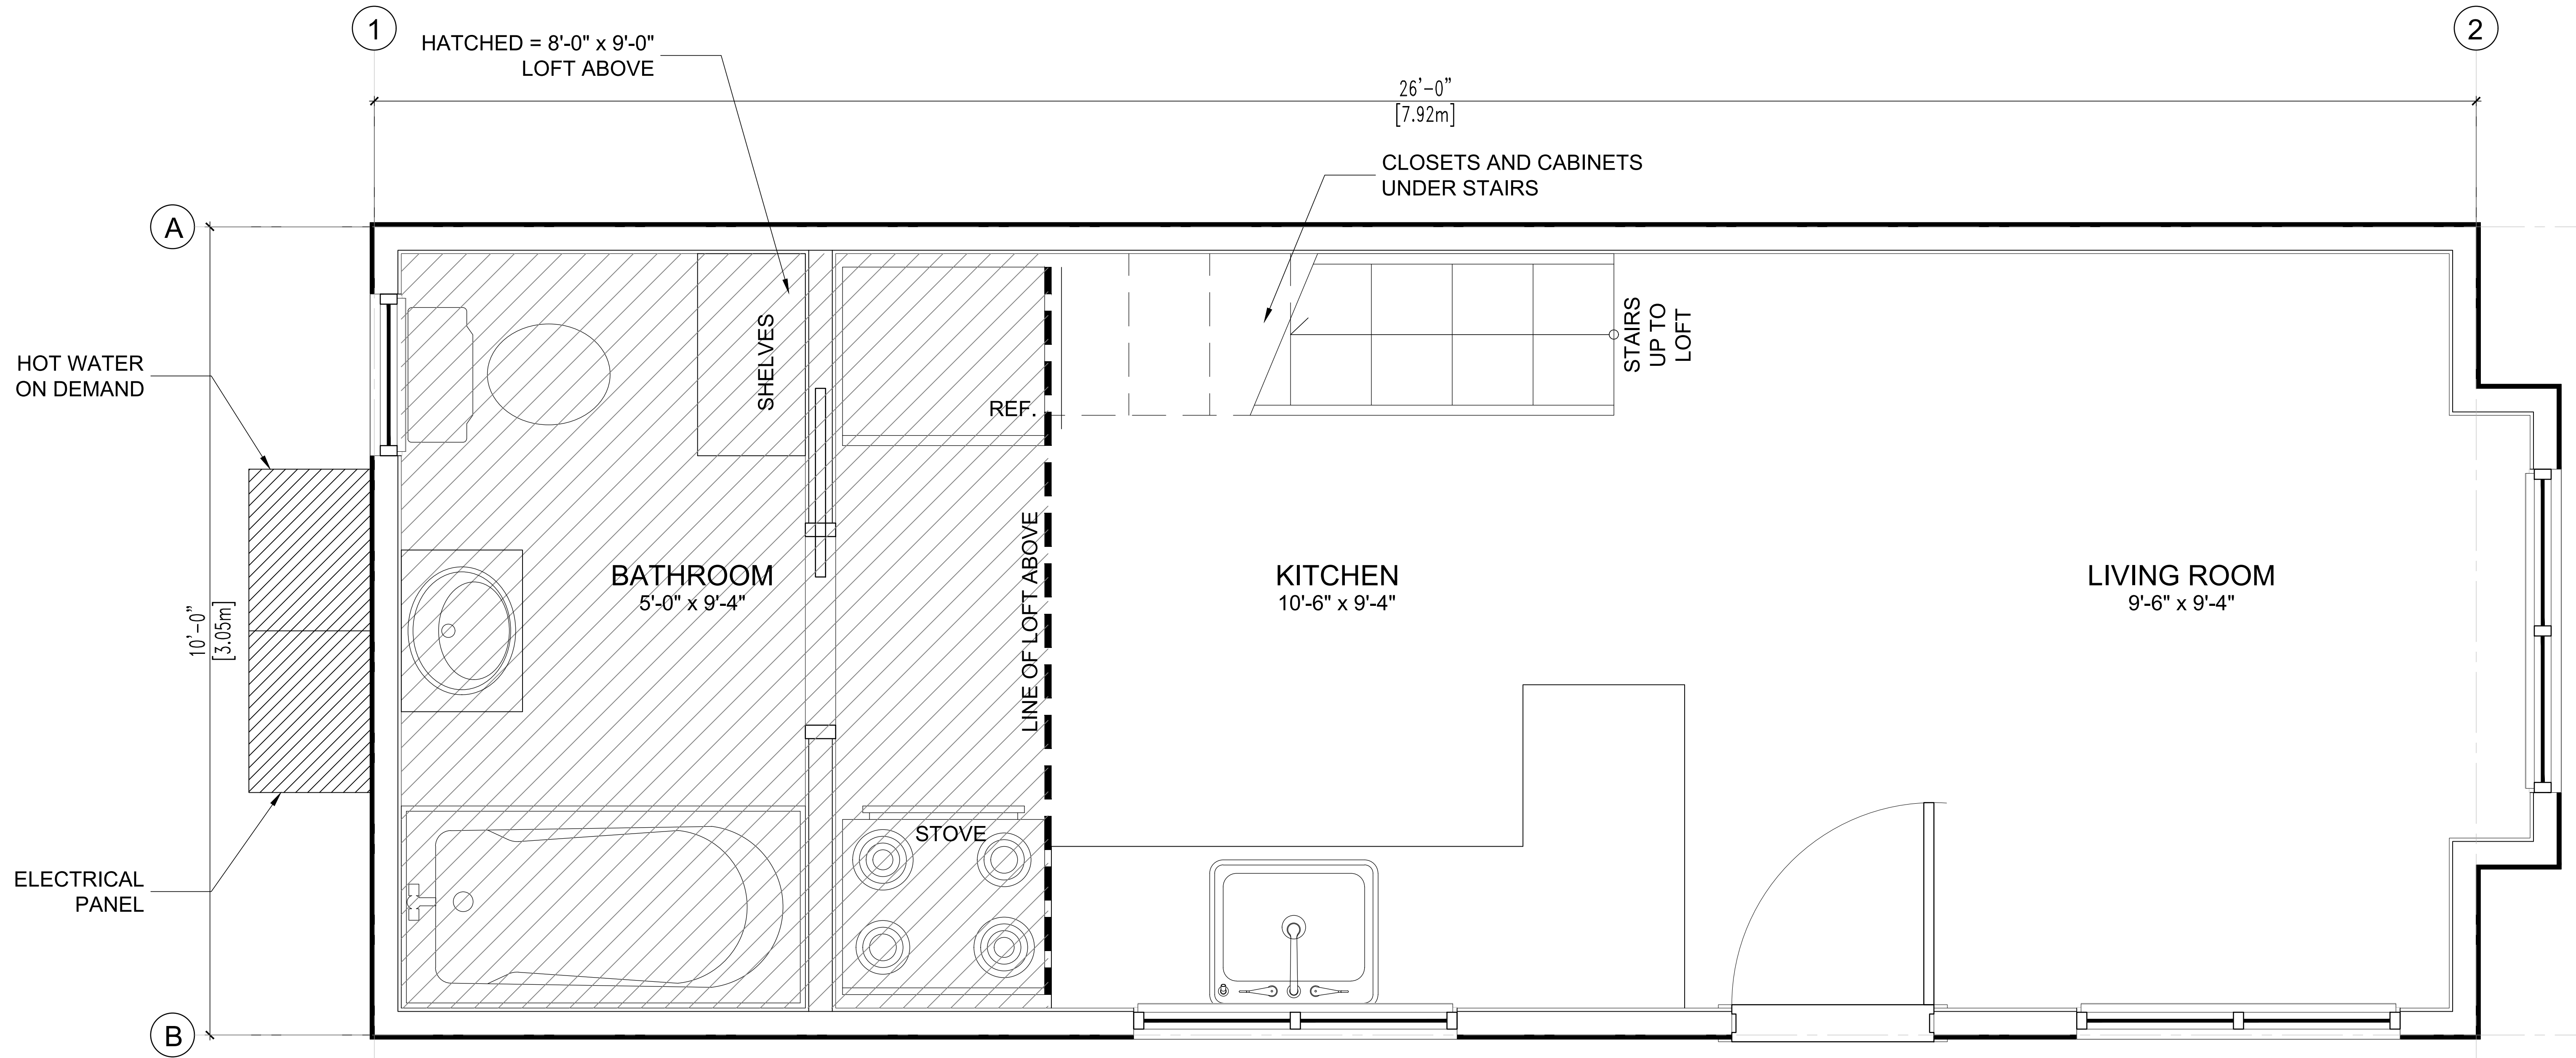 1
2
HATCHED = 8'-0" x 9'-0"
LOFT ABOVE
26'-0"
[7.92m]
CLOSETS AND CABINETS
UNDER STAIRS
A
HOT WATER
ON DEMAND
SHELVES
REF.
STAIRS
UP TO
LOFT
LINE OF LOFT ABOVE
BATHROOM
5'-0" x 9'-4"
KITCHEN
10'-6" x 9'-4"
LIVING ROOM
9'-6" x 9'-4"
10'-0"
[3.05m]
STOVE
ELECTRICAL
PANEL
B